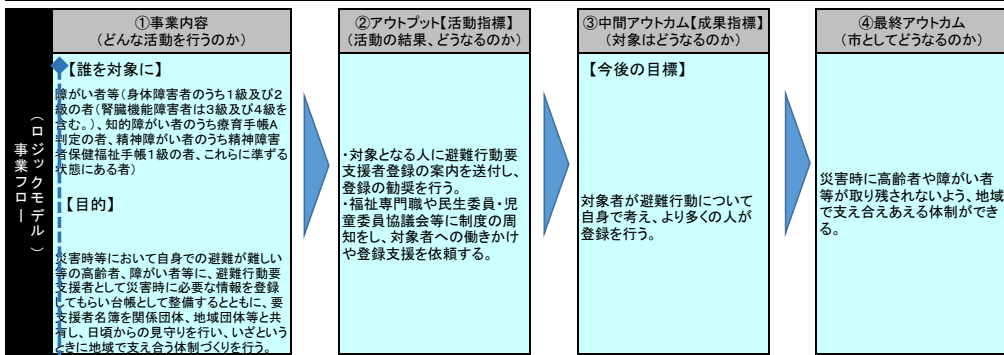 事業フロー
（ロジックモデル）
①事業内容
（どんな活動を行うのか）
【誰を対象に】
障がい者等（身体障害者のうち1級及び2
級の者（腎臓機能障害者は3級及び4級を
含む。）、知的障がい者のうち療育手帳A
判定の者、精神障がい者のうち精神障害
者保健福祉手帳1級の者、これらに準ずる
状態にある者）
【目的】
災害時等において自身での避難が難しい
等の高齢者、障がい者等に、避難行動要
支援者として災害時に必要な情報を登録
してもらい台帳として整備するとともに、要
支援者名簿を関係団体、地域団体等と共
有し、日頃からの見守りを行い、いざという
ときに地域で支え合う体制づくりを行う。
②アウトプット【活動指標】
（活動の結果、どうなるのか）
・対象となる人に避難行動要
支援者登録の案内を送付し、
登録の勧奨を行う。
・福祉専門職や民生委員・児
童委員協議会等に制度の周
知をし、対象者への働きかけ
や登録支援を依頼する。
③中間アウトカム【成果指標】
（対象はどうなるのか）
【今後の目標】
対象者が避難行動について
自身で考え、より多くの人が
登録を行う。
④最終アウトカム
（市としてどうなるのか）
災害時に高齢者や障がい者
等が取り残されないよう、地域
で支え合えあえる体制ができ
る。